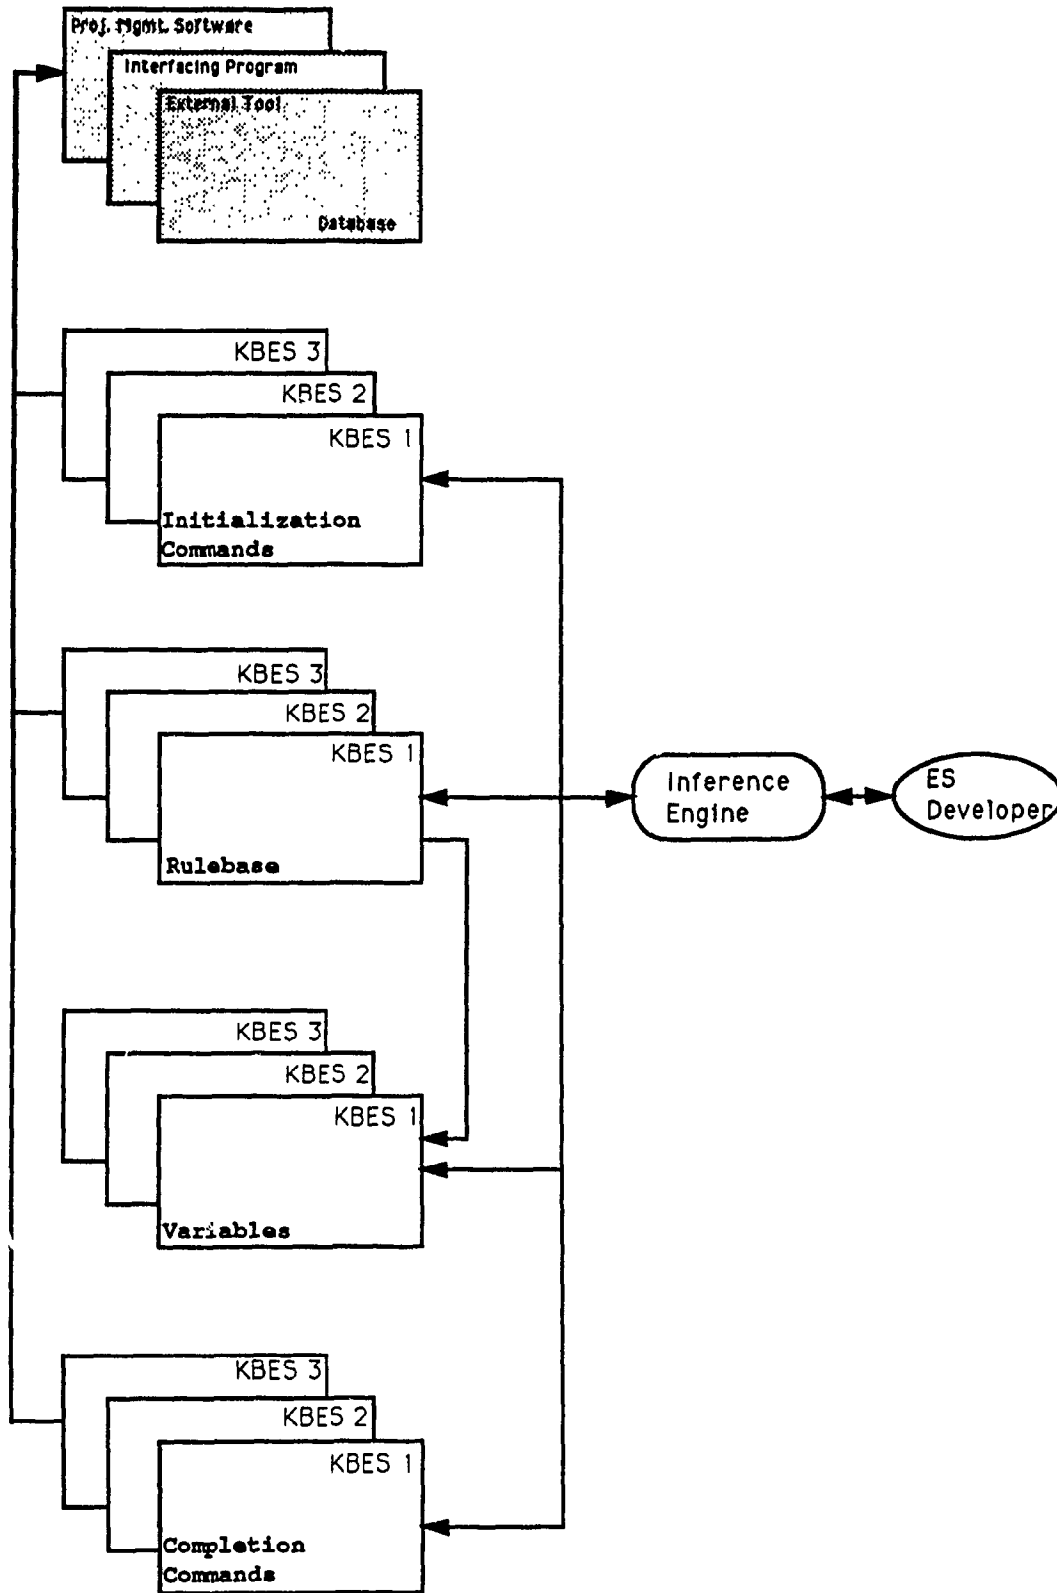 Proj. Mgmt. Software
Interfacing Program
External Tool
Database
KBES 3
KBES 2
KBES 1
Initialization
Commands
KBES 3
KBES 2
KBES 1
Rulebase
Inference
Engine
ES
Developer
KBES 3
KBES 2
KBES 1
Variables
KBES 3
KBES 2
KBES 1
Completion
Commands